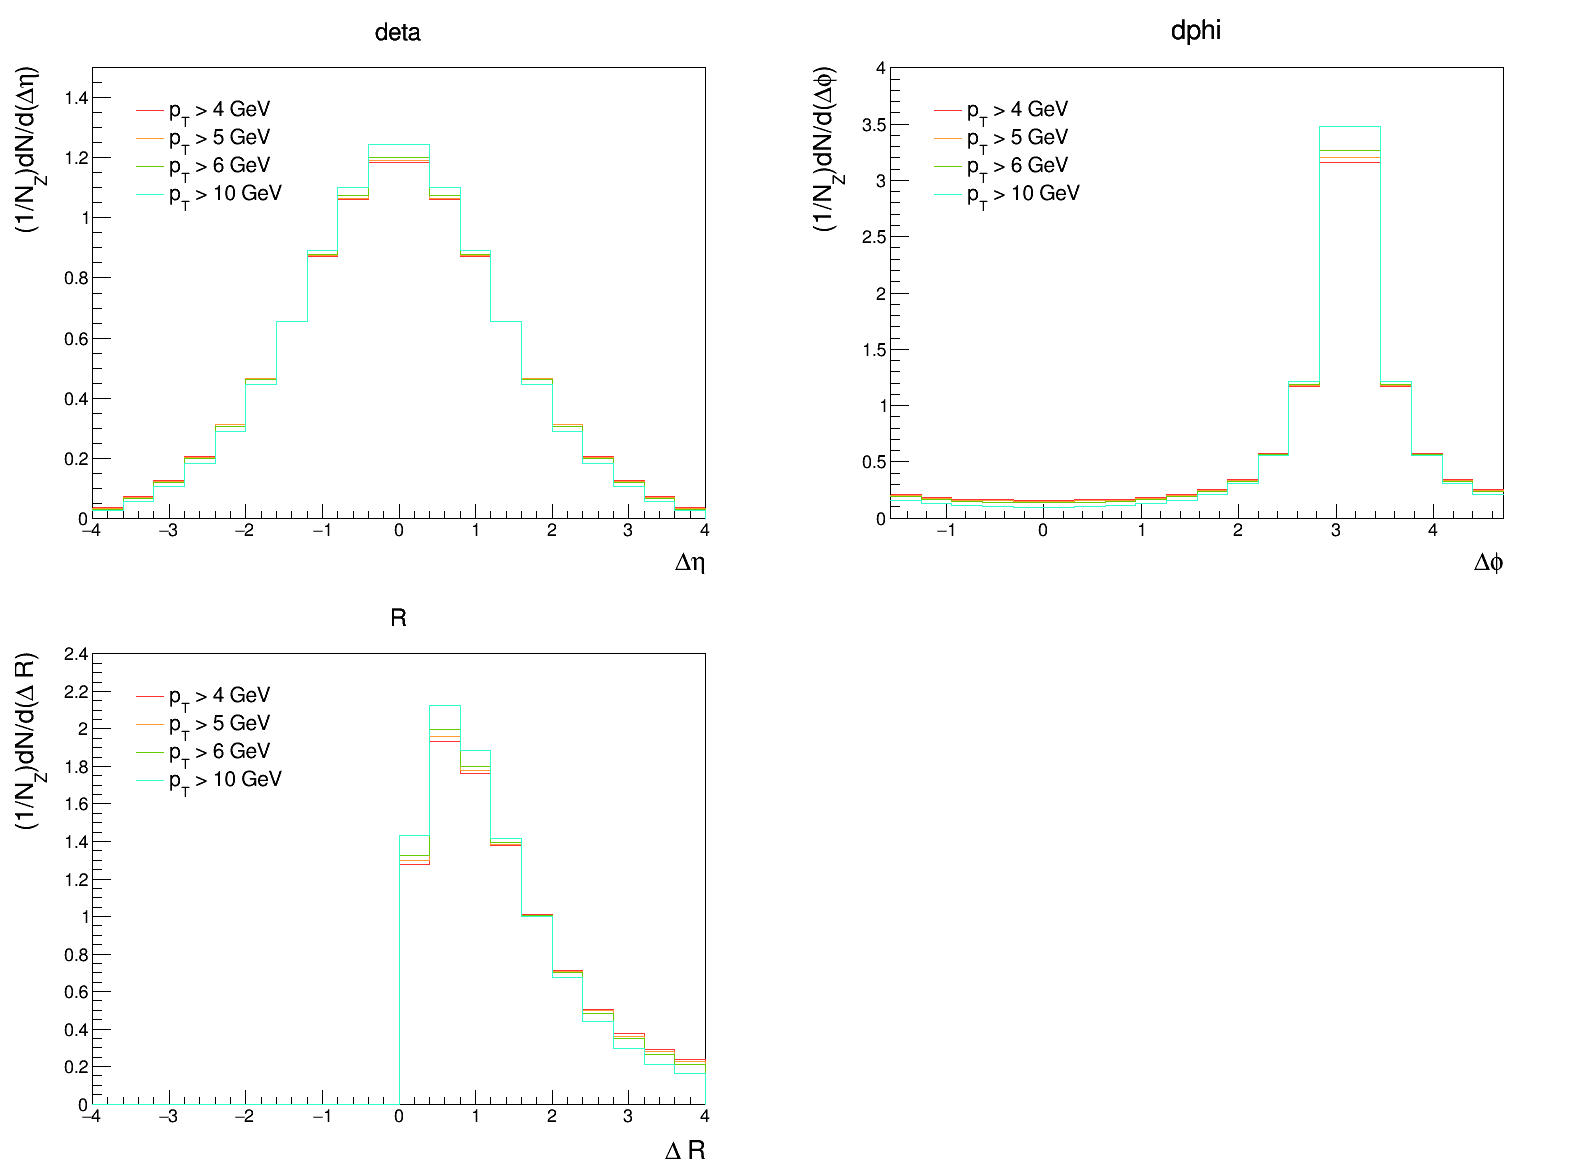 deta
(1/N_Z)dN/d(Δη)
p_T > 4 GeV
p_T > 5 GeV
p_T > 6 GeV
p_T > 10 GeV
1.4
1.2
1
0.8
0.6
0.4
0.2
0
−4 −3 −2 −1 0 1 2 3 4
Δη
dphi
(1/N_Z)dN/d(Δϕ)
p_T > 4 GeV
p_T > 5 GeV
p_T > 6 GeV
p_T > 10 GeV
4
3.5
3
2.5
2
1.5
1
0.5
0
−1 0 1 2 3 4
Δϕ
R
(1/N_Z)dN/d(Δ R)
p_T > 4 GeV
p_T > 5 GeV
p_T > 6 GeV
p_T > 10 GeV
2.4
2.2
2
1.8
1.6
1.4
1.2
1
0.8
0.6
0.4
0.2
0
−4 −3 −2 −1 0 1 2 3 4
Δ R